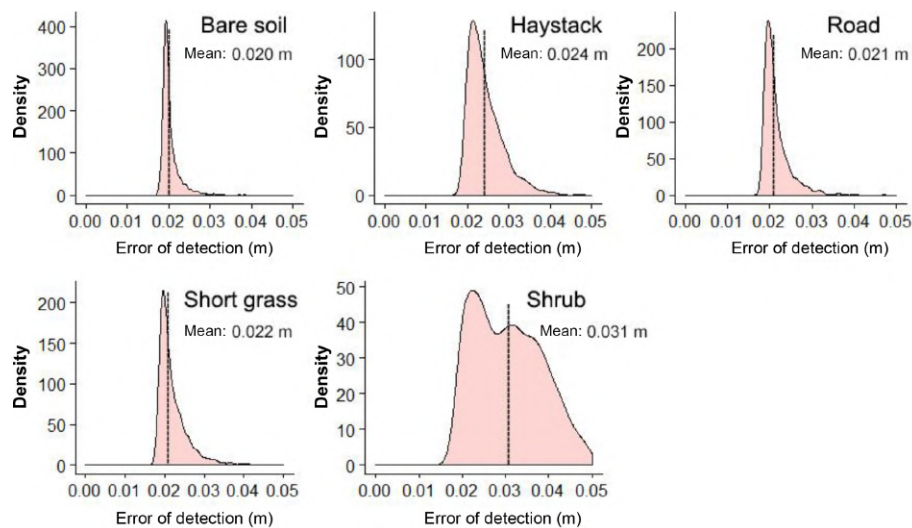 Bare soil
Mean: 0.020 m
400
300
200
100
0
Density
0.00 0.01 0.02 0.03 0.04 0.05
Error of detection (m)
Haystack
Mean: 0.024 m
100
50
0
Density
0.00 0.01 0.02 0.03 0.04 0.05
Error of detection (m)
Road
Mean: 0.021 m
200
150
100
50
0
Density
0.00 0.01 0.02 0.03 0.04 0.05
Error of detection (m)
Short grass
Mean: 0.022 m
200
150
100
50
0
Density
0.00 0.01 0.02 0.03 0.04 0.05
Error of detection (m)
Shrub
Mean: 0.031 m
50
40
30
20
10
0
Density
0.00 0.01 0.02 0.03 0.04 0.05
Error of detection (m)